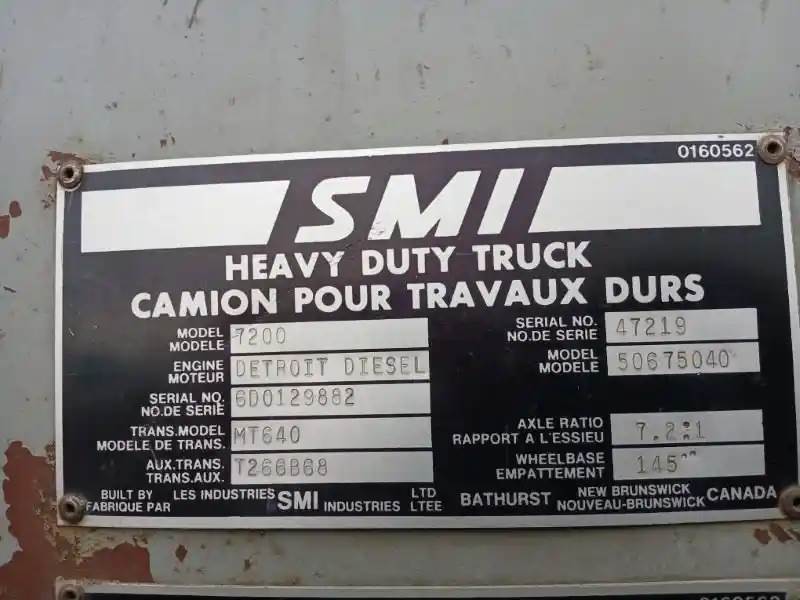 0160562
SMI
HEAVY DUTY TRUCK
CAMION POUR TRAVAUX DURS
MODEL
MODELE
7200
SERIAL NO.
NO.DE SERIE
47219
ENGINE
MOTEUR
DETROIT DIESEL
MODEL
MODELE
50675040
SERIAL NO.
NO.DE SERIE
6D0129882
TRANS.MODEL
MODELE DE TRANS.
MT640
AXLE RATIO
RAPPORT A L'ESSIEU
7.2:1
AUX.TRANS.
TRANS.AUX.
T266B68
WHEELBASE
EMPATTEMENT
145"
BUILT BY
FABRIQUE PAR
LES INDUSTRIES SMI INDUSTRIES
LTD
LTEE
BATHURST
NEW BRUNSWICK
NOUVEAU-BRUNSWICK
CANADA
0160562